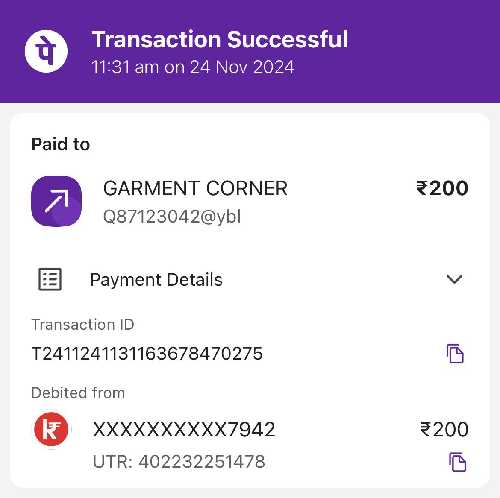 पे
Transaction Successful
11:31 am on 24 Nov 2024
Paid to
GARMENT CORNER ₹200
Q87123042@ybl
Payment Details
Transaction ID
T2411241131163678470275
Debited from
XXXXXXXXXX7942 ₹200
UTR: 402232251478